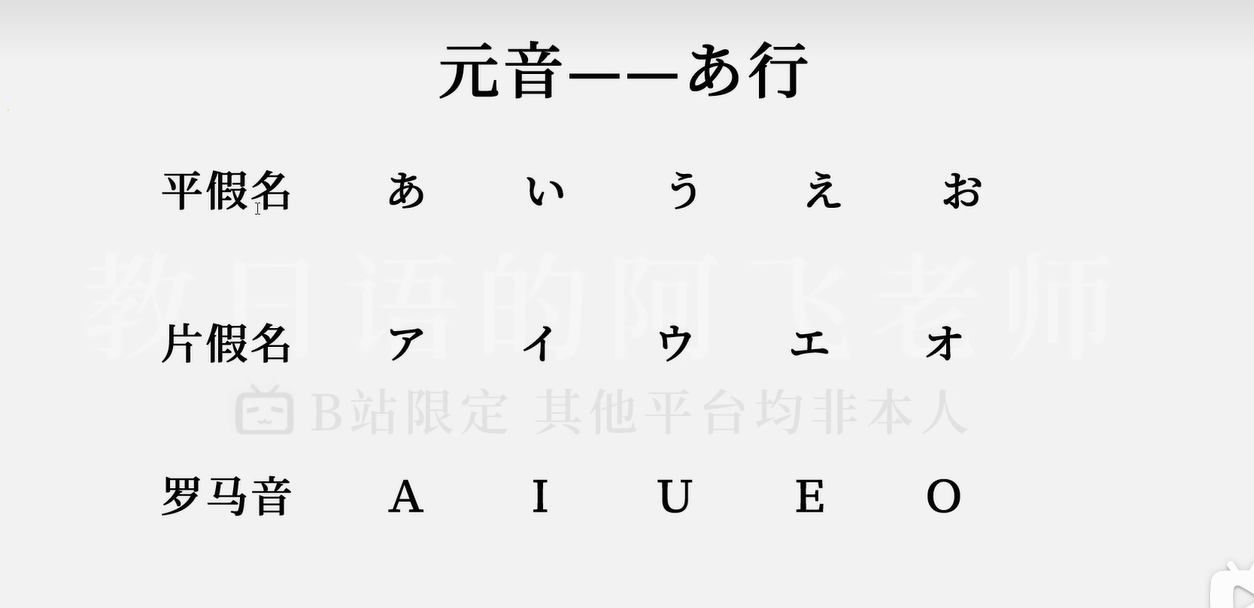 元音——あ行
平假名 あ い う え お
教日语的阿飞老师
片假名 ア イ ウ エ オ
B站限定 其他平台均非本人
罗马音 A I U E O